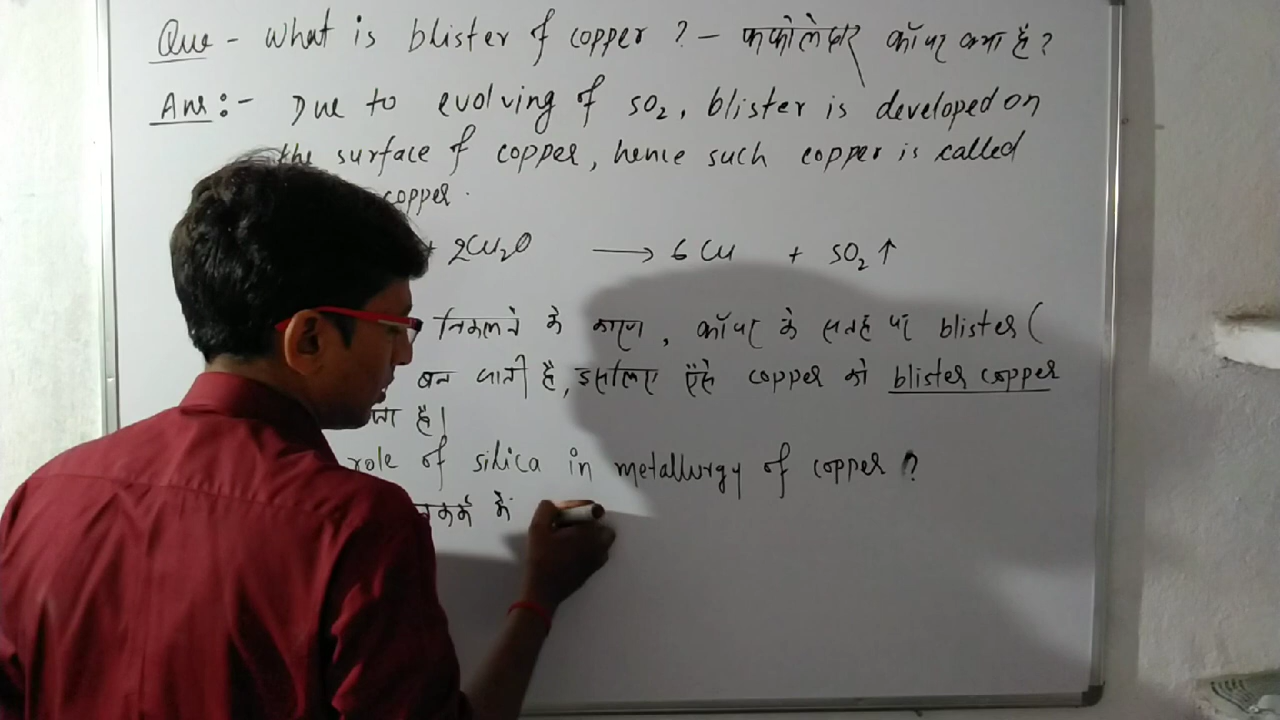 Que - What is blister of copper ? - फफोलेदार कॉपर क्या है ?
Ans :- Due to evolving of SO₂, blister is developed on
the surface of copper, hence such copper is called
copper.
+ 2Cu₂O ⟶ 6 Cu + SO₂ ↑
निकलने के कारण, कॉपर के सतह पर blister (
बन जाती है, इसलिए ऐसे copper को blister copper
जाता है।
role of silica in metallurgy of copper ?
में